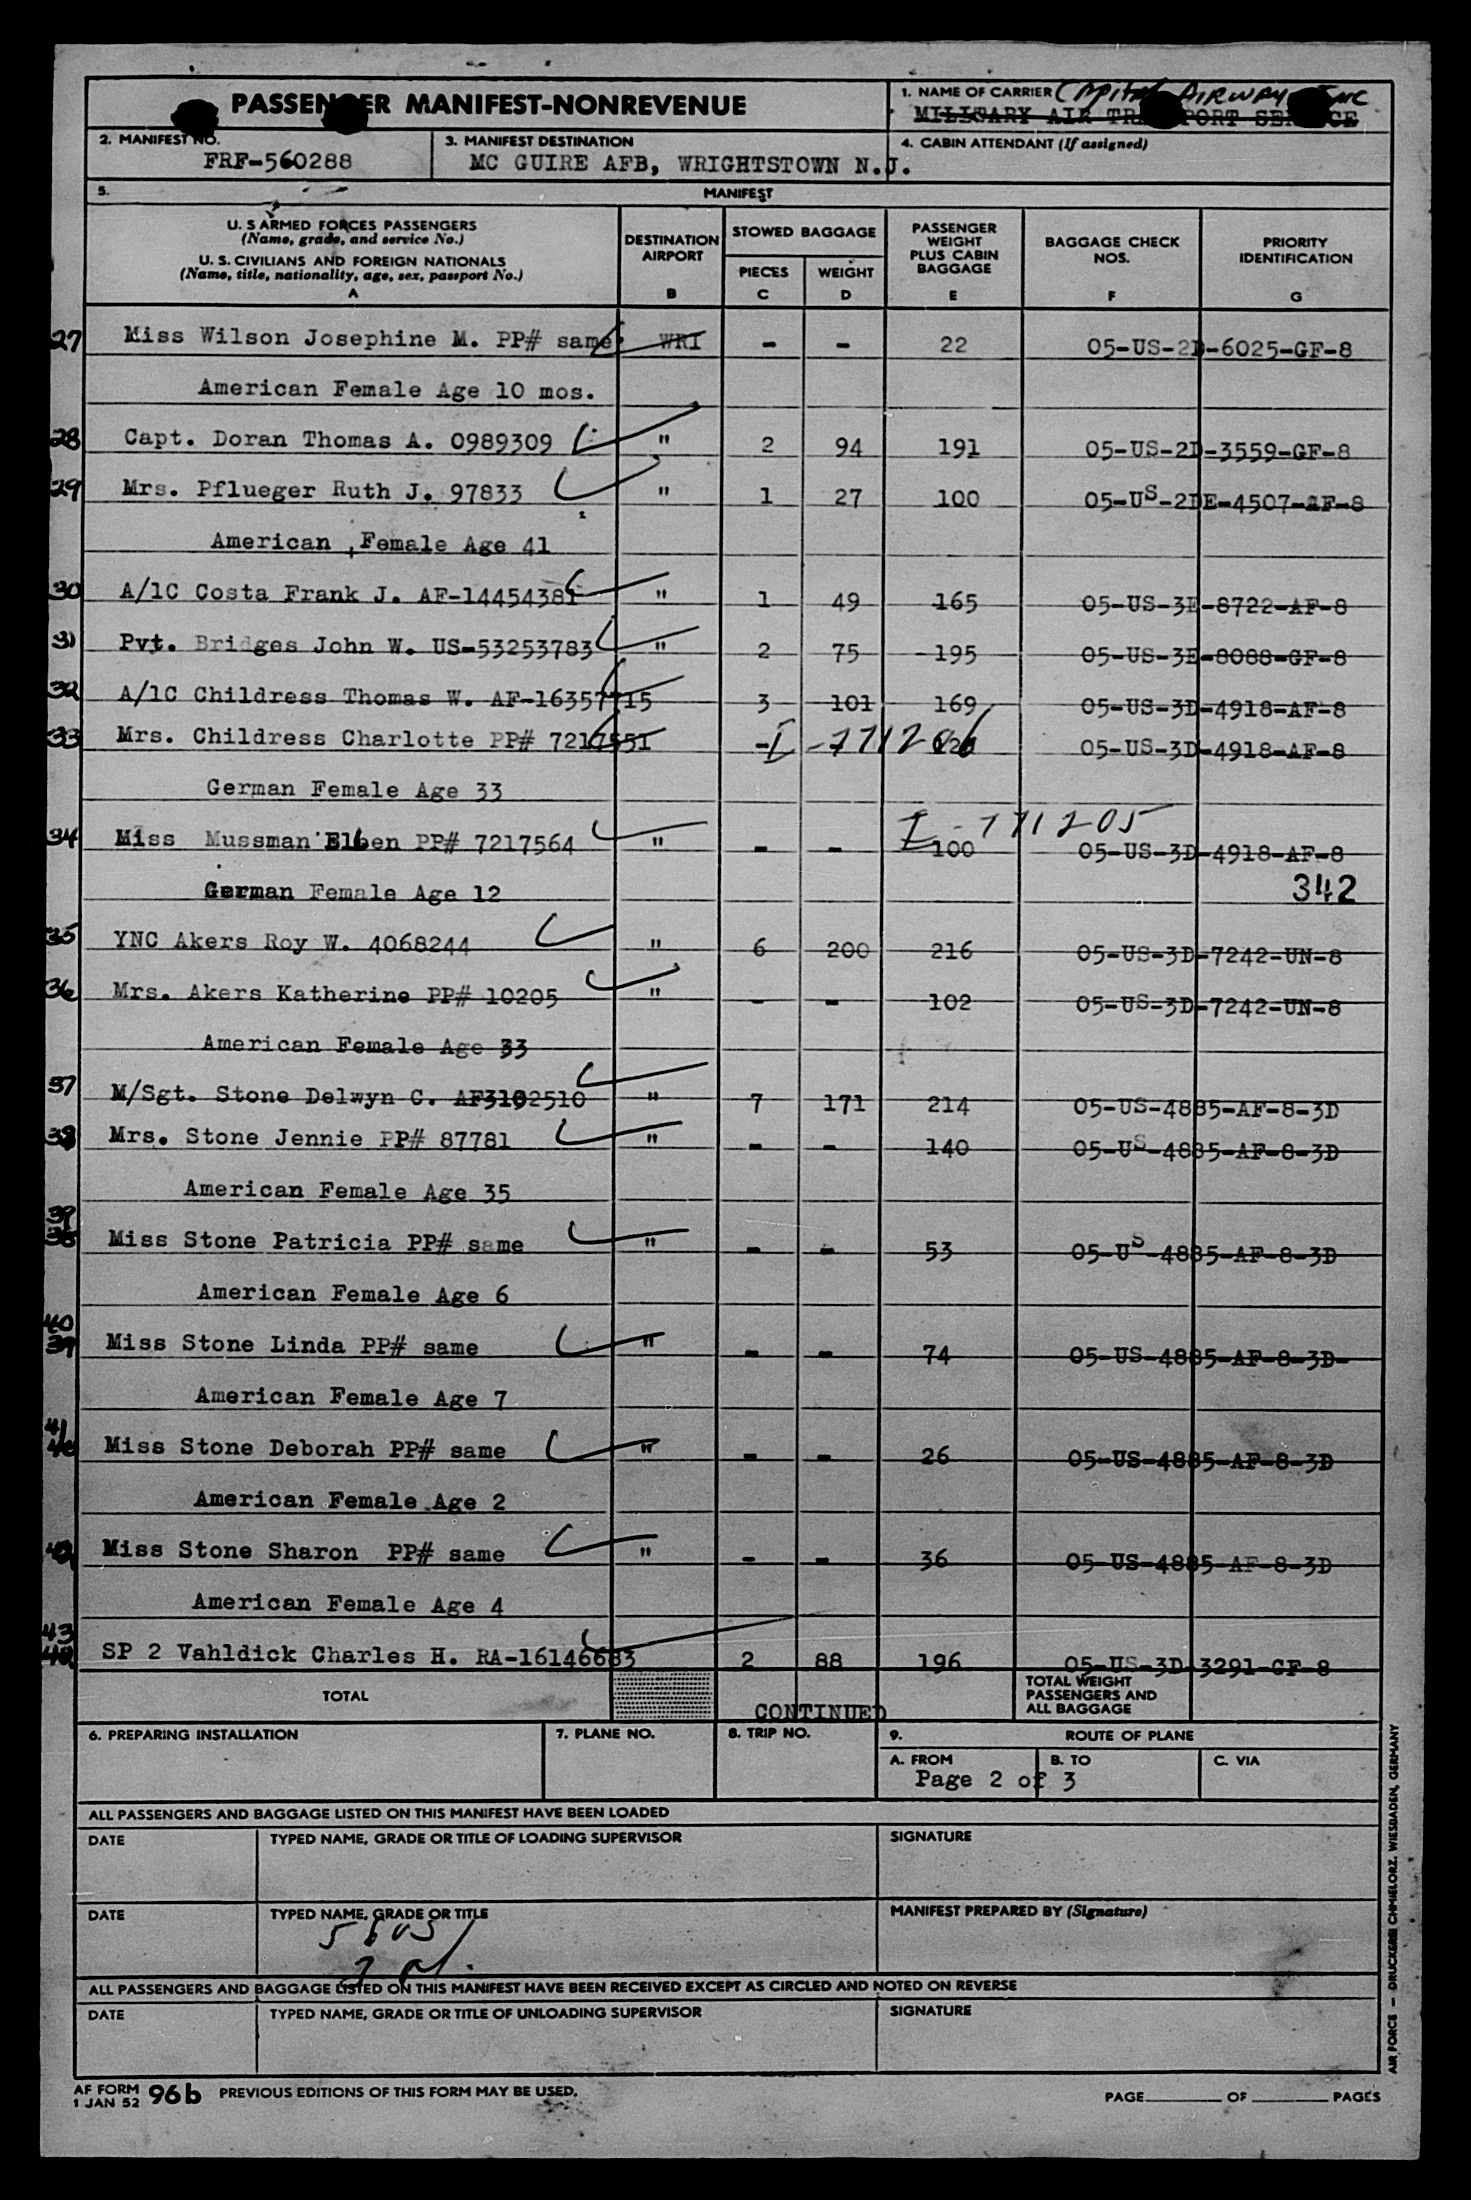 PASSENGER MANIFEST-NONREVENUE
1. NAME OF CARRIER Capital Airways Inc
MILITARY AIR TRANSPORT SERVICE
2. MANIFEST NO.
FRF-560288
3. MANIFEST DESTINATION
MC GUIRE AFB, WRIGHTSTOWN N.J.
4. CABIN ATTENDANT (If assigned)
5. MANIFEST
U. S ARMED FORCES PASSENGERS
(Name, grade, and service No.)
U. S. CIVILIANS AND FOREIGN NATIONALS
(Name, title, nationality, age, sex, passport No.)
A
DESTINATION AIRPORT
B
STOWED BAGGAGE
PIECES
C
WEIGHT
D
PASSENGER WEIGHT PLUS CABIN BAGGAGE
E
BAGGAGE CHECK NOS.
F
PRIORITY IDENTIFICATION
G
27 Miss Wilson Josephine M. PP# same WRI - - 22 05-US-2D-6025-GF-8
American Female Age 10 mos.
28 Capt. Doran Thomas A. 0989309 " 2 94 191 05-US-2D-3559-GF-8
29 Mrs. Pflueger Ruth J. 97833 " 1 27 100 05-US-2DE-4507-AF-8
American , Female Age 41
30 A/1C Costa Frank J. AF-14454381 " 1 49 165 05-US-3E-8722-AF-8
31 Pvt. Bridges John W. US-53253783 " 2 75 195 05-US-3E-8088-GF-8
32 A/1C Childress Thomas W. AF-16357715 3 101 169 05-US-3D-4918-AF-8
33 Mrs. Childress Charlotte PP# 7217551 - I-771206 05-US-3D-4918-AF-8
German Female Age 33
I-771205
34 Miss Mussman Elben PP# 7217564 " - - 100 05-US-3D-4918-AF-8
German Female Age 12 342
35 YNC Akers Roy W. 4068244 " 6 200 216 05-US-3D-7242-UN-8
36 Mrs. Akers Katherine PP# 10205 " - - 102 05-US-3D-7242-UN-8
American Female Age 33
37 M/Sgt. Stone Delwyn C. AF3102510 " 7 171 214 05-US-4885-AF-8-3D
38 Mrs. Stone Jennie PP# 87781 " - - 140 05-US-4885-AF-8-3D
American Female Age 35
39
38 Miss Stone Patricia PP# same " - - 53 05-US-4885-AF-8-3D
American Female Age 6
40
39 Miss Stone Linda PP# same " - - 74 05-US-4885-AF-8-3D-
American Female Age 7
41
40 Miss Stone Deborah PP# same " - - 26 05-US-4885-AF-8-3D
American Female Age 2
42 Miss Stone Sharon PP# same " - - 36 05-US-4885-AF-8-3D
American Female Age 4
43
42 SP 2 Vahldick Charles H. RA-16146683 2 88 196 05-US-3D-3291-GF-8
TOTAL
CONTINUED
TOTAL WEIGHT PASSENGERS AND ALL BAGGAGE
6. PREPARING INSTALLATION
7. PLANE NO.
8. TRIP NO.
9. ROUTE OF PLANE
A. FROM B. TO C. VIA
Page 2 of 3
ALL PASSENGERS AND BAGGAGE LISTED ON THIS MANIFEST HAVE BEEN LOADED
DATE TYPED NAME, GRADE OR TITLE OF LOADING SUPERVISOR SIGNATURE
DATE TYPED NAME, GRADE OR TITLE MANIFEST PREPARED BY (Signature)
ALL PASSENGERS AND BAGGAGE LISTED ON THIS MANIFEST HAVE BEEN RECEIVED EXCEPT AS CIRCLED AND NOTED ON REVERSE
DATE TYPED NAME, GRADE OR TITLE OF UNLOADING SUPERVISOR SIGNATURE
AF FORM 1 JAN 52 96b PREVIOUS EDITIONS OF THIS FORM MAY BE USED.
PAGE OF PAGES
AIR FORCE - DRUCKEREI CHMIELORZ, WIESBADEN, GERMANY